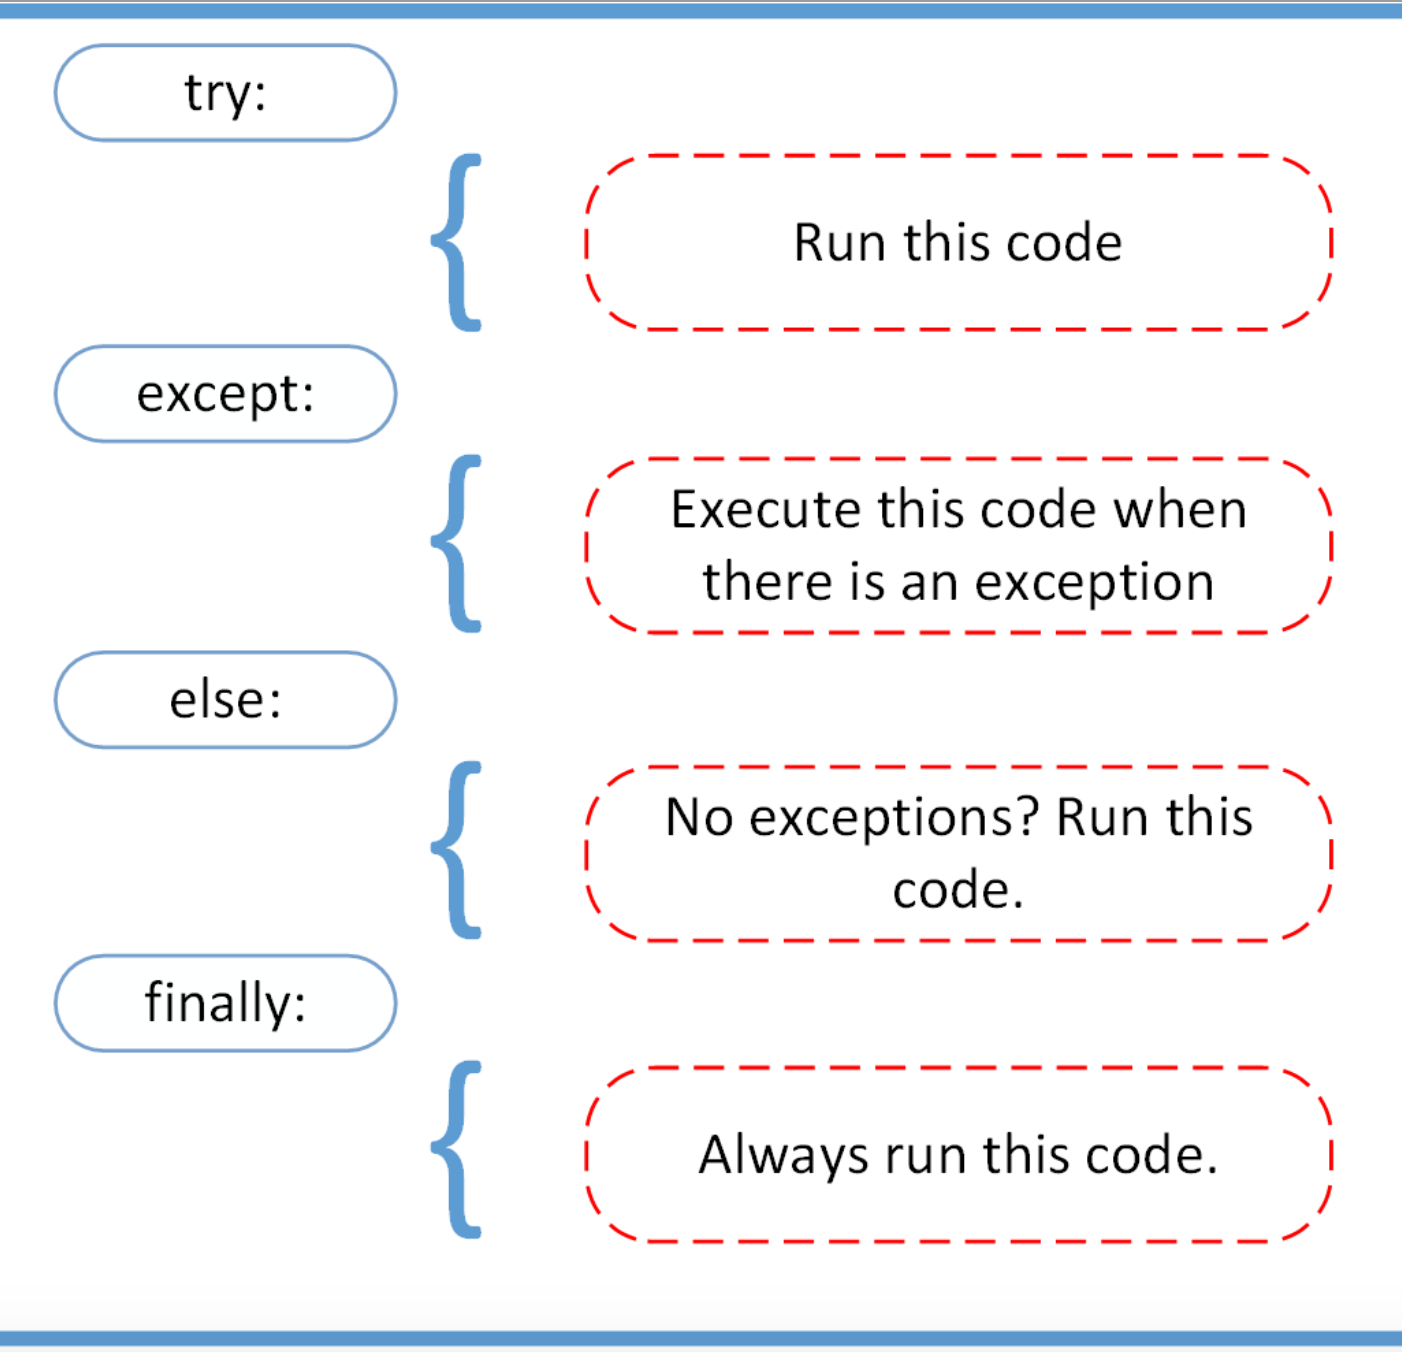 try:
Run this code
except:
Execute this code when
there is an exception
else:
No exceptions? Run this
code.
finally:
Always run this code.